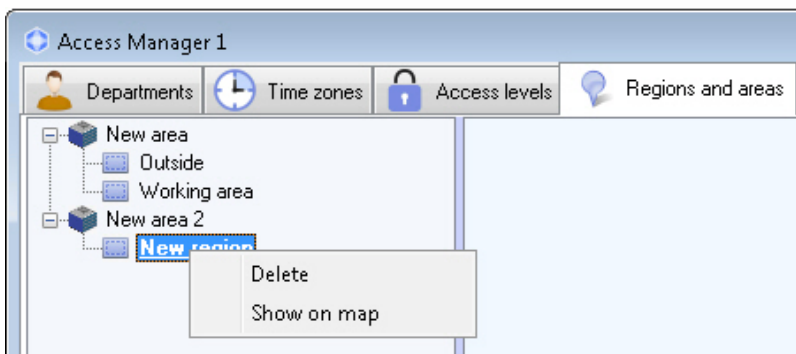 Access Manager 1
Departments Time zones Access levels Regions and areas
New area
Outside
Working area
New area 2
New region
Delete
Show on map